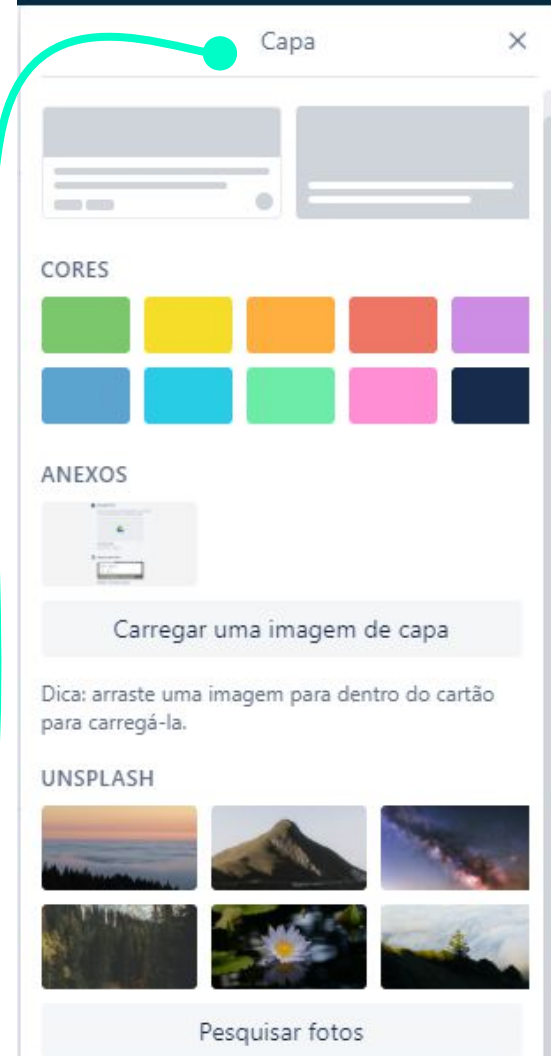 Capa
CORES
ANEXOS
Carregar uma imagem de capa
Dica: arraste uma imagem para dentro do cartão
para carregá-la.
UNSPLASH
Pesquisar fotos